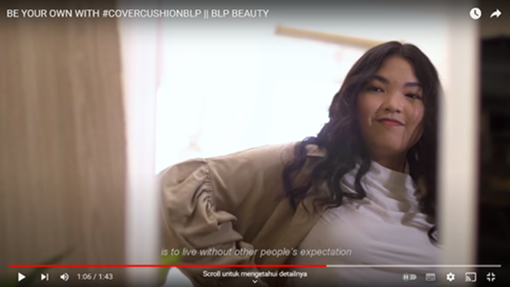 BE YOUR OWN WITH #COVERCUSHIONBLP || BLP BEAUTY
is to live without other people's expectation
1:06 / 1:43
Scroll untuk mengetahui detailnya